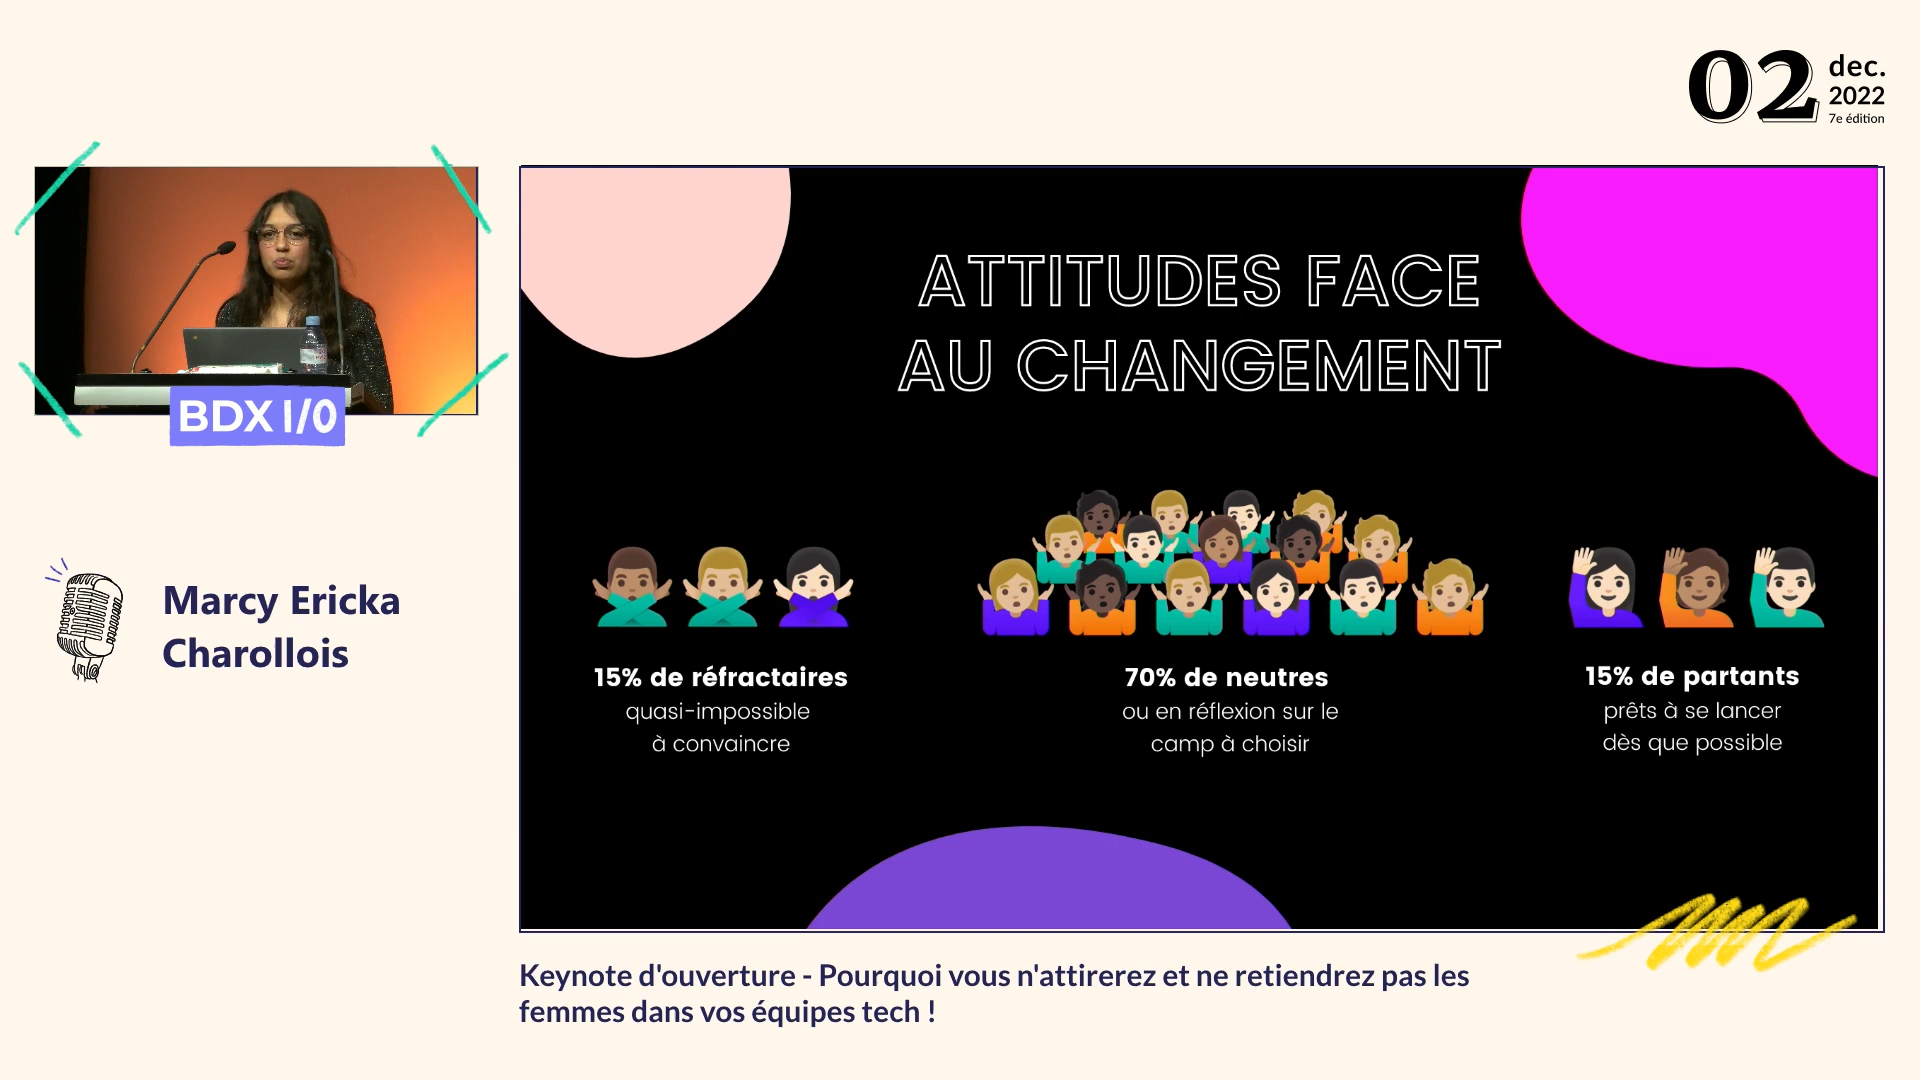 02
dec.
2022
7e édition
BDX I/O
Marcy Ericka
Charollois
ATTITUDES FACE
AU CHANGEMENT
15% de réfractaires
quasi-impossible
à convaincre
70% de neutres
ou en réflexion sur le
camp à choisir
15% de partants
prêts à se lancer
dès que possible
Keynote d'ouverture - Pourquoi vous n'attirerez et ne retiendrez pas les
femmes dans vos équipes tech !